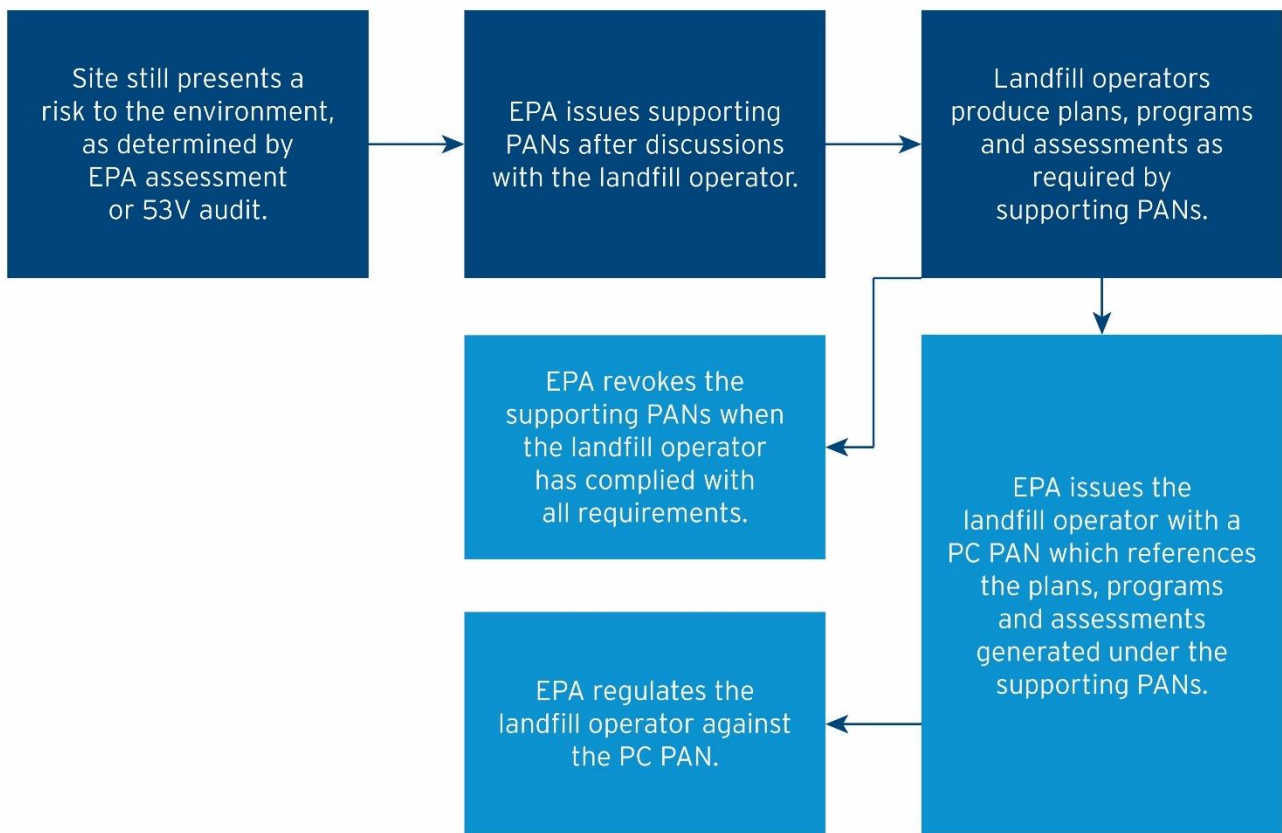 Site still presents a
risk to the environment,
as determined by
EPA assessment
or 53V audit.
EPA issues supporting
PANs after discussions
with the landfill operator.
Landfill operators
produce plans, programs
and assessments as
required by
supporting PANs.
EPA revokes the
supporting PANs when
the landfill operator
has complied with
all requirements.
EPA issues the
landfill operator with a
PC PAN which references
the plans, programs
and assessments
generated under the
supporting PANs.
EPA regulates the
landfill operator against
the PC PAN.